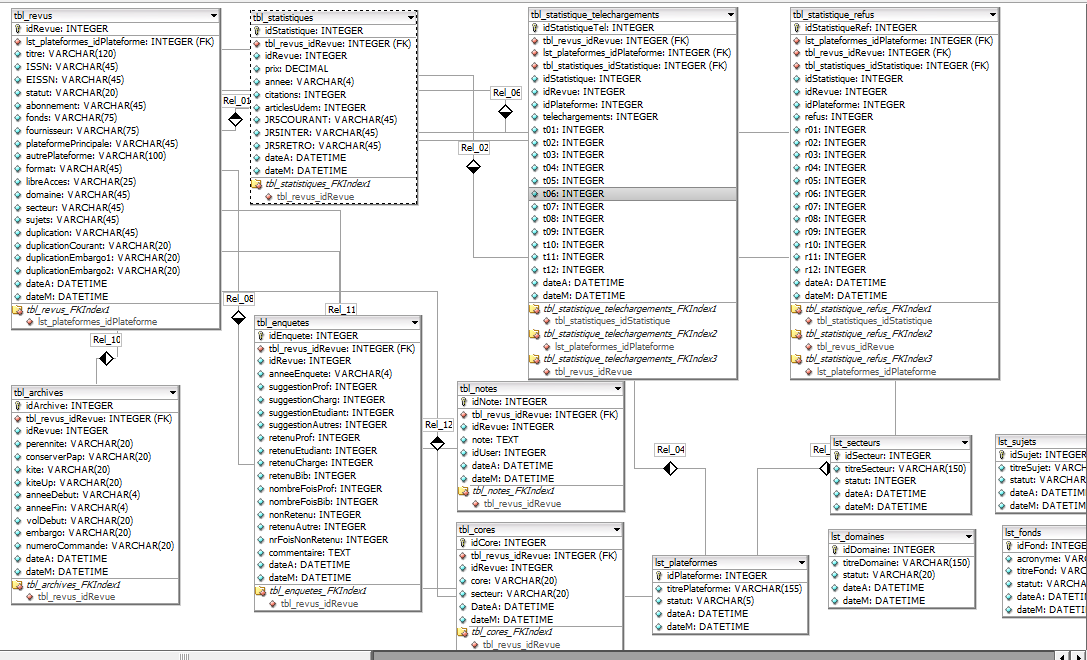 tbl_revus
idRevue: INTEGER
lst_plateformes_idPlateforme: INTEGER (FK)
titre: VARCHAR(120)
ISSN: VARCHAR(45)
EISSN: VARCHAR(45)
statut: VARCHAR(20)
abonnement: VARCHAR(45)
fonds: VARCHAR(75)
fournisseur: VARCHAR(75)
plateformePrincipale: VARCHAR(45)
autrePlateforme: VARCHAR(100)
format: VARCHAR(45)
libreAcces: VARCHAR(25)
domaine: VARCHAR(45)
secteur: VARCHAR(45)
sujets: VARCHAR(45)
duplication: VARCHAR(45)
duplicationCourant: VARCHAR(20)
duplicationEmbargo1: VARCHAR(20)
duplicationEmbargo2: VARCHAR(20)
dateA: DATETIME
dateM: DATETIME
tbl_revus_FKIndex1
lst_plateformes_idPlateforme
Rel_01
tbl_statistiques
idStatistique: INTEGER
tbl_revus_idRevue: INTEGER (FK)
idRevue: INTEGER
prix: DECIMAL
annee: VARCHAR(4)
citations: INTEGER
articlesUdem: INTEGER
JR5COURANT: VARCHAR(45)
JR5INTER: VARCHAR(45)
JR5RETRO: VARCHAR(45)
dateA: DATETIME
dateM: DATETIME
tbl_statistiques_FKIndex1
tbl_revus_idRevue
Rel_06
Rel_02
tbl_statistique_telechargements
idStatistiqueTel: INTEGER
tbl_revus_idRevue: INTEGER (FK)
lst_plateformes_idPlateforme: INTEGER (FK)
tbl_statistiques_idStatistique: INTEGER (FK)
idStatistique: INTEGER
idRevue: INTEGER
idPlateforme: INTEGER
telechargements: INTEGER
t01: INTEGER
t02: INTEGER
t03: INTEGER
t04: INTEGER
t05: INTEGER
t06: INTEGER
t07: INTEGER
t08: INTEGER
t09: INTEGER
t10: INTEGER
t11: INTEGER
t12: INTEGER
dateA: DATETIME
dateM: DATETIME
tbl_statistique_telechargements_FKIndex1
tbl_statistiques_idStatistique
tbl_statistique_telechargements_FKIndex2
lst_plateformes_idPlateforme
tbl_statistique_telechargements_FKIndex3
tbl_revus_idRevue
tbl_statistique_refus
idStatistiqueRef: INTEGER
lst_plateformes_idPlateforme: INTEGER (FK)
tbl_revus_idRevue: INTEGER (FK)
tbl_statistiques_idStatistique: INTEGER (FK)
idStatistique: INTEGER
idRevue: INTEGER
idPlateforme: INTEGER
refus: INTEGER
r01: INTEGER
r02: INTEGER
r03: INTEGER
r04: INTEGER
r05: INTEGER
r06: INTEGER
r07: INTEGER
r08: INTEGER
r09: INTEGER
r10: INTEGER
r11: INTEGER
r12: INTEGER
dateA: DATETIME
dateM: DATETIME
tbl_statistique_refus_FKIndex1
tbl_statistiques_idStatistique
tbl_statistique_refus_FKIndex2
tbl_revus_idRevue
tbl_statistique_refus_FKIndex3
lst_plateformes_idPlateforme
Rel_08
Rel_11
Rel_10
tbl_archives
idArchive: INTEGER
tbl_revus_idRevue: INTEGER (FK)
idRevue: INTEGER
perennite: VARCHAR(20)
conserverPap: VARCHAR(20)
kite: VARCHAR(20)
kiteUp: VARCHAR(20)
anneeDebut: VARCHAR(4)
anneeFin: VARCHAR(4)
volDebut: VARCHAR(20)
embargo: VARCHAR(20)
numeroCommande: VARCHAR(20)
dateA: DATETIME
dateM: DATETIME
tbl_archives_FKIndex1
tbl_revus_idRevue
tbl_enquetes
idEnquete: INTEGER
tbl_revus_idRevue: INTEGER (FK)
idRevue: INTEGER
anneeEnquete: VARCHAR(4)
suggestionProf: INTEGER
suggestionCharg: INTEGER
suggestionEtudiant: INTEGER
suggestionAutres: INTEGER
retenuProf: INTEGER
retenuEtudiant: INTEGER
retenuCharge: INTEGER
retenuBib: INTEGER
nombreFoisProf: INTEGER
nombreFoisBib: INTEGER
nonRetenu: INTEGER
retenuAutre: INTEGER
nrFoisNonRetenu: INTEGER
commentaire: TEXT
dateA: DATETIME
dateM: DATETIME
tbl_enquetes_FKIndex1
tbl_revus_idRevue
Rel_12
tbl_notes
idNote: INTEGER
tbl_revus_idRevue: INTEGER (FK)
idRevue: INTEGER
note: TEXT
idUser: INTEGER
dateA: DATETIME
dateM: DATETIME
tbl_notes_FKIndex1
tbl_revus_idRevue
tbl_cores
idCore: INTEGER
tbl_revus_idRevue: INTEGER (FK)
idRevue: INTEGER
core: VARCHAR(20)
secteur: VARCHAR(20)
DateA: DATETIME
dateM: DATETIME
tbl_cores_FKIndex1
tbl_revus_idRevue
Rel_04
Rel_
lst_plateformes
idPlateforme: INTEGER
titrePlateforme: VARCHAR(155)
statut: VARCHAR(5)
dateA: DATETIME
dateM: DATETIME
lst_secteurs
idSecteur: INTEGER
titreSecteur: VARCHAR(150)
statut: INTEGER
dateA: DATETIME
dateM: DATETIME
lst_domaines
idDomaine: INTEGER
titreDomaine: VARCHAR(150)
statut: VARCHAR(20)
dateA: DATETIME
dateM: DATETIME
lst_sujets
idSujet: INTEGER
titreSujet: VARCHAR
statut: VARCHAR
dateA: DATETIME
dateM: DATETIME
lst_fonds
idFond: INTEGE
acronyme: VARC
titreFond: VARC
statut: VARCHA
dateA: DATETIM
dateM: DATETIM